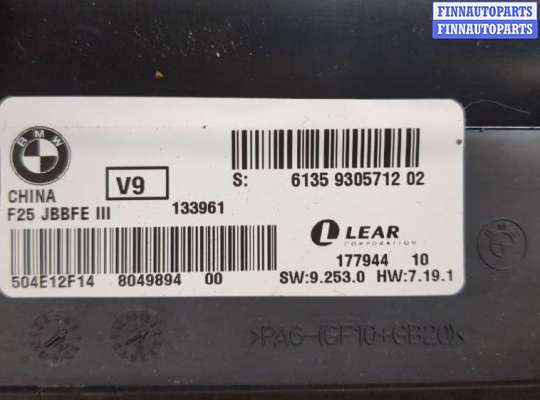 FINNAUTOPARTS
FINNAUTOPARTS
BMW
CHINA
V9
S: 6135 9305712 02
F25 JBBFE III 133961
LEAR
CORPORATION
177944 10
504E12F14 8049894 00
SW:9.253.0 HW:7.19.1
>PA6-(GF10+GB20)<